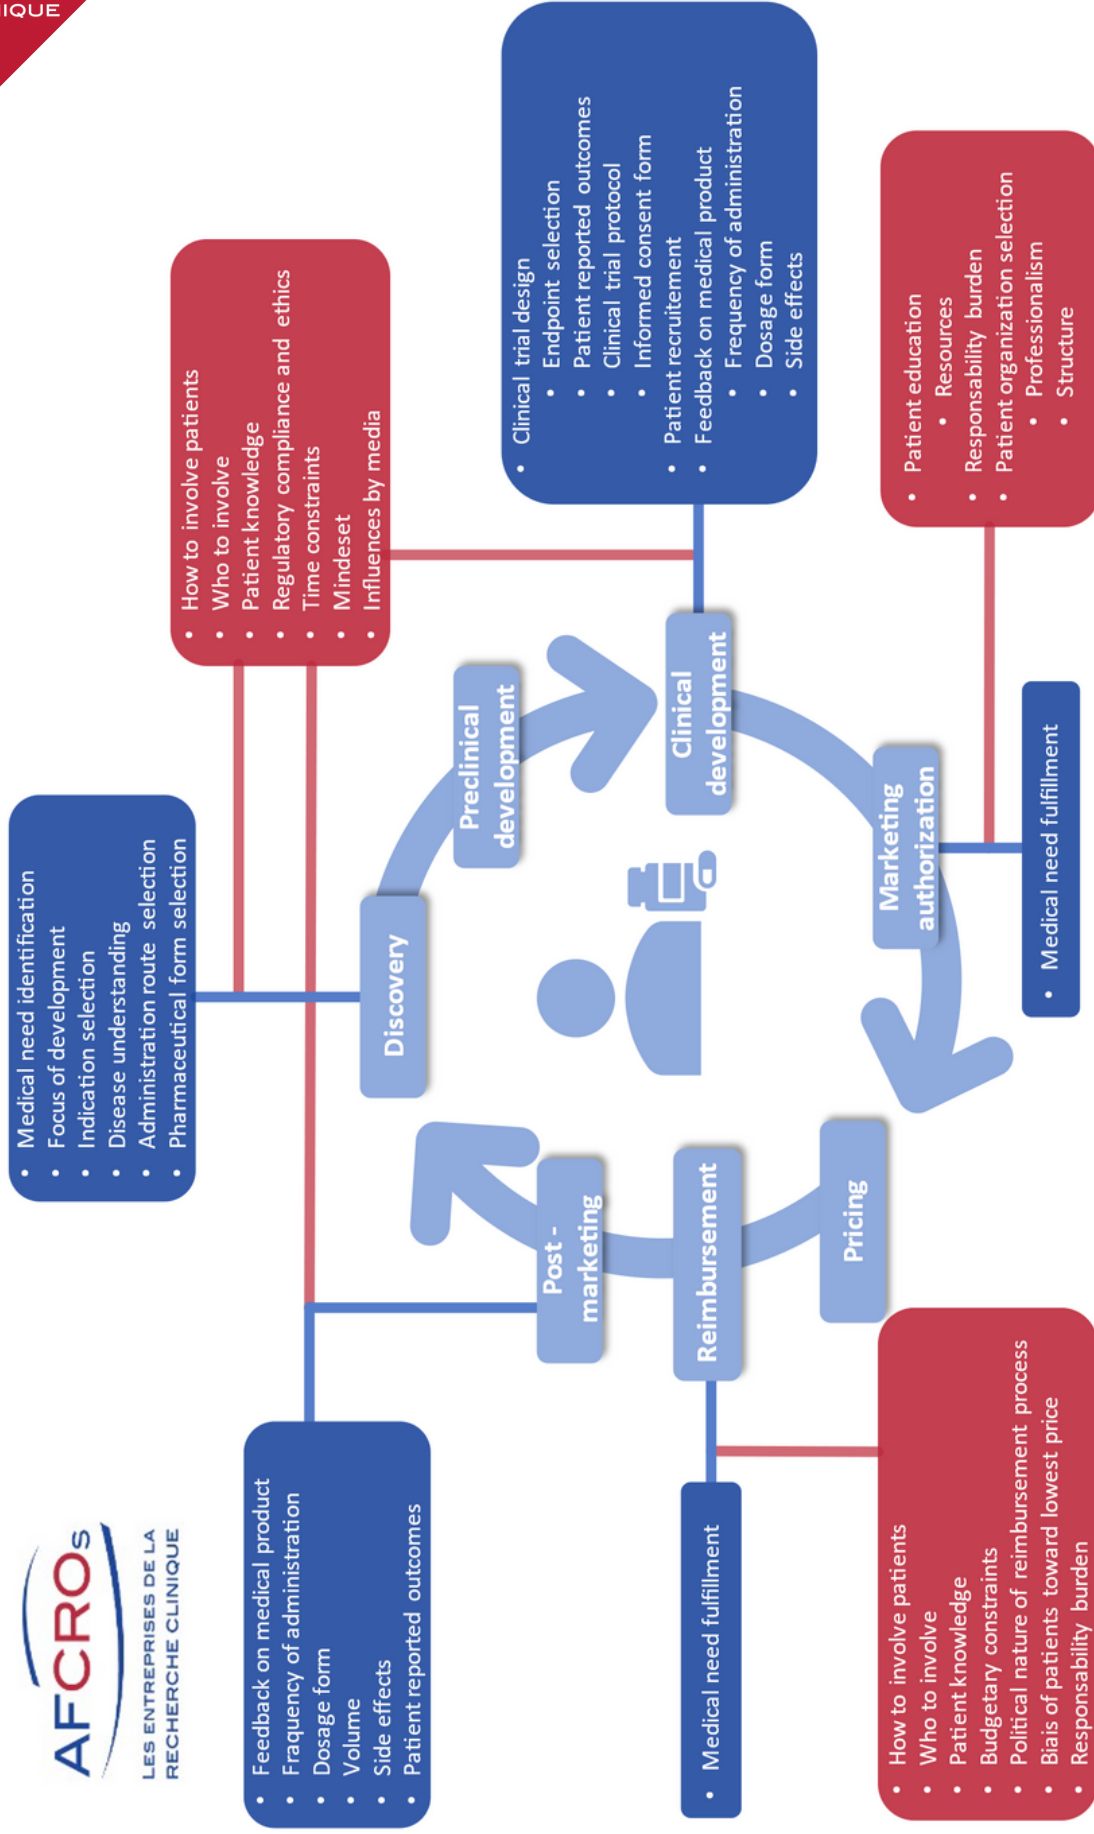 NIQUE
AFCROs
LES ENTREPRISES DE LA
RECHERCHE CLINIQUE
• Medical need identification
• Focus of development
• Indication selection
• Disease understanding
• Administration route selection
• Pharmaceutical form selection
• How to involve patients
• Who to involve
• Patient knowledge
• Regulatory compliance and ethics
• Time constraints
• Mindeset
• Influences by media
• Feedback on medical product
• Fraquency of administration
• Dosage form
• Volume
• Side effects
• Patient reported outcomes
Discovery
Preclinical
development
Clinical
development
Marketing
authorization
Pricing
Reimbursement
Post -
marketing
• Clinical trial design
• Endpoint selection
• Patient reported outcomes
• Clinical trial protocol
• Informed consent form
• Patient recruitement
• Feedback on medical product
• Frequency of administration
• Dosage form
• Side effects
• Medical need fulfillment
• How to involve patients
• Who to involve
• Patient knowledge
• Budgetary constraints
• Political nature of reimbursement process
• Biais of patients toward lowest price
• Responsability burden
• Medical need fulfillment
• Patient education
• Resources
• Responsability burden
• Patient organization selection
• Professionalism
• Structure